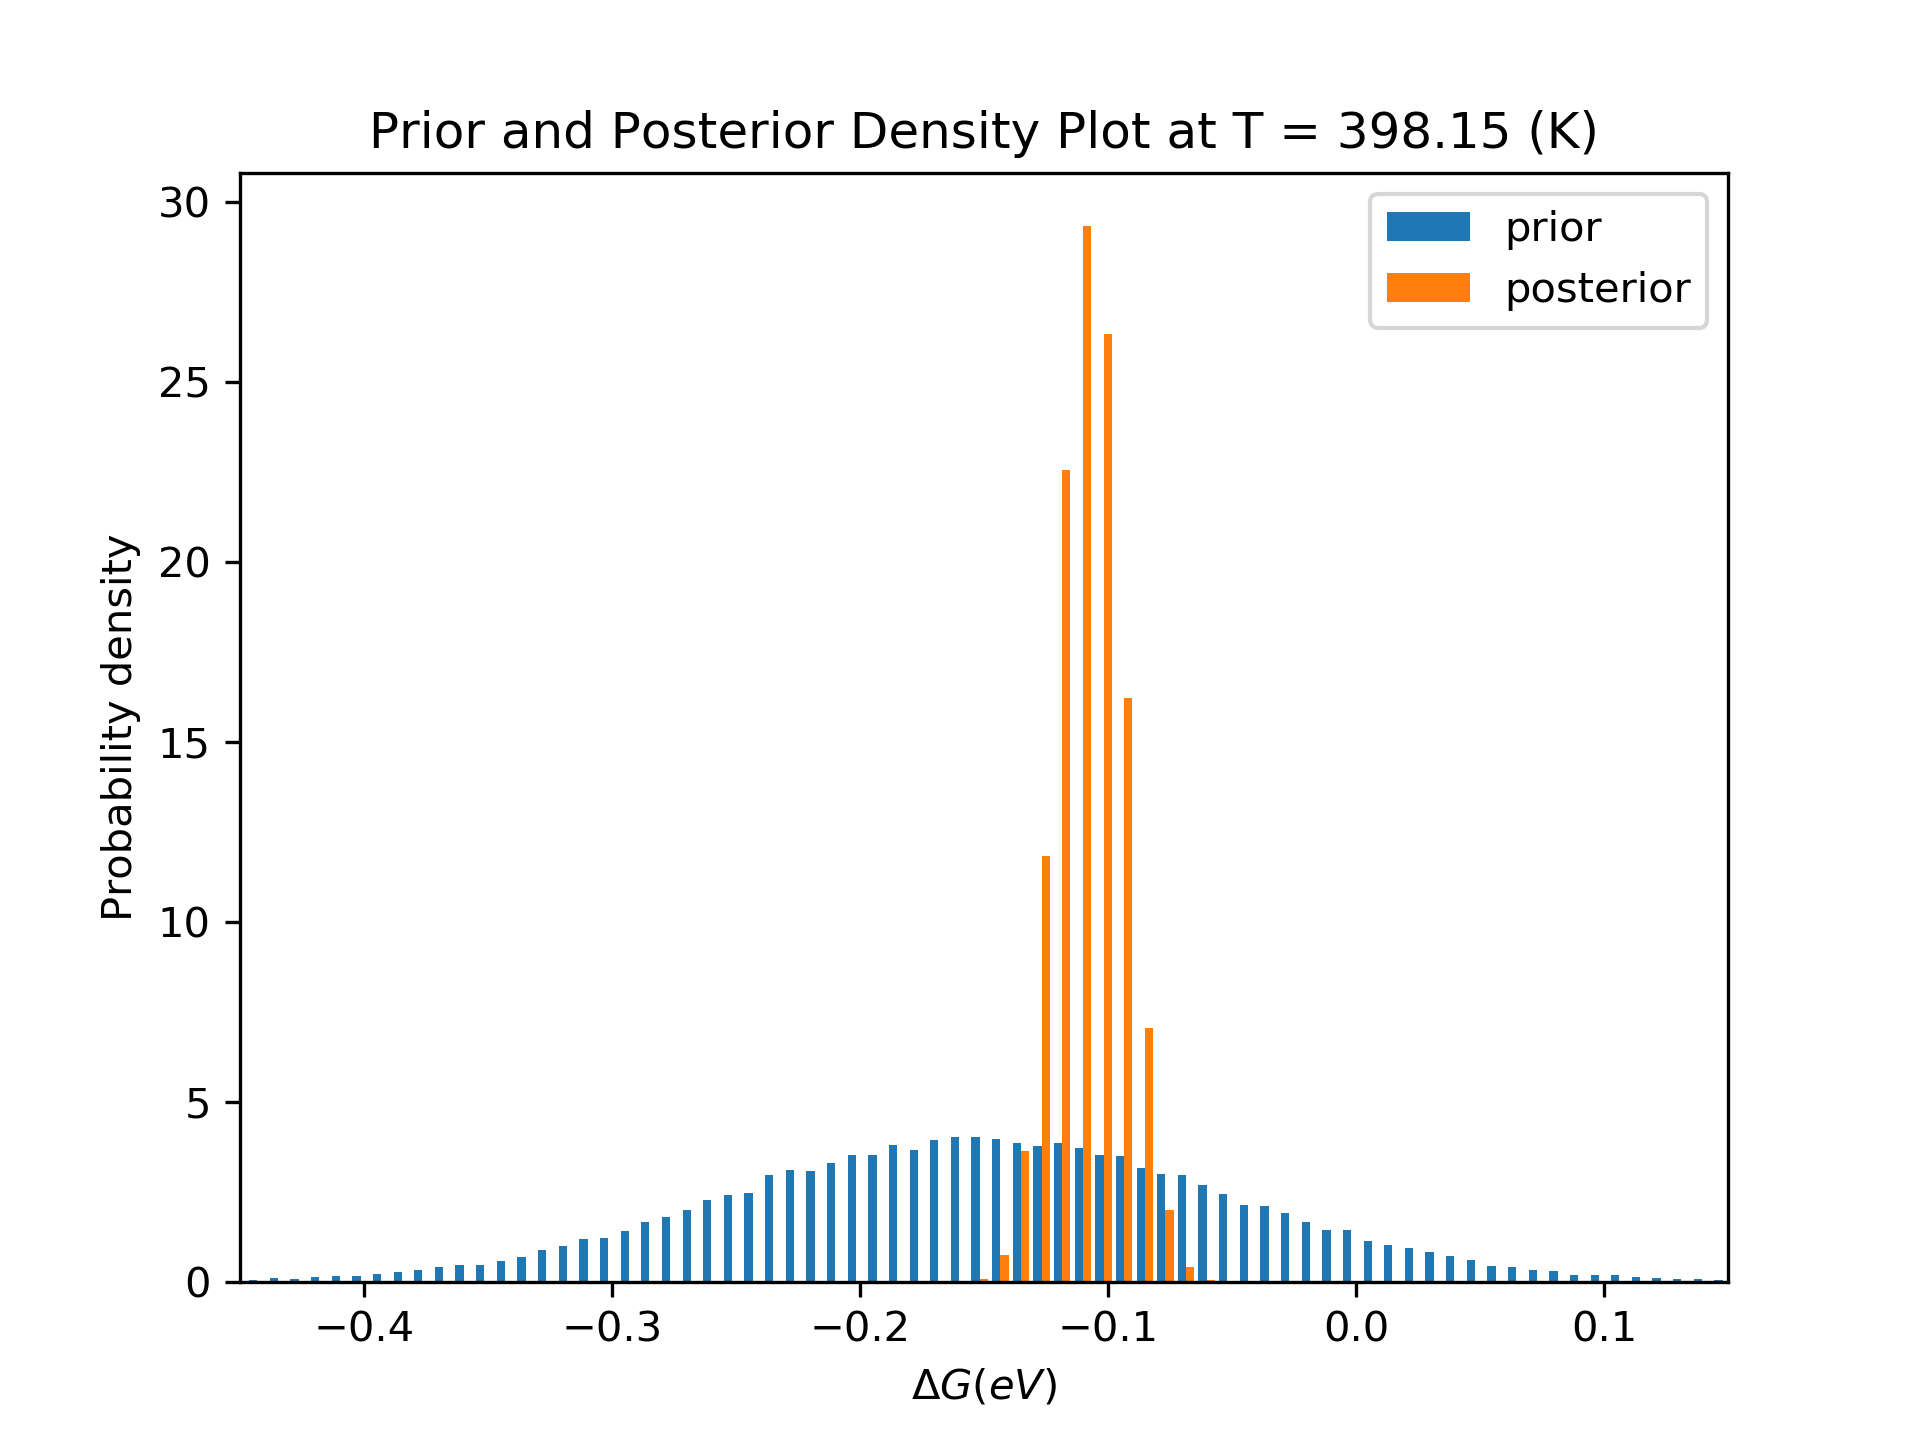 Prior and Posterior Density Plot at T = 398.15 (K)
prior
posterior
Probability density
30
25
20
15
10
5
0
−0.4
−0.3
−0.2
−0.1
0.0
0.1
ΔG(eV)